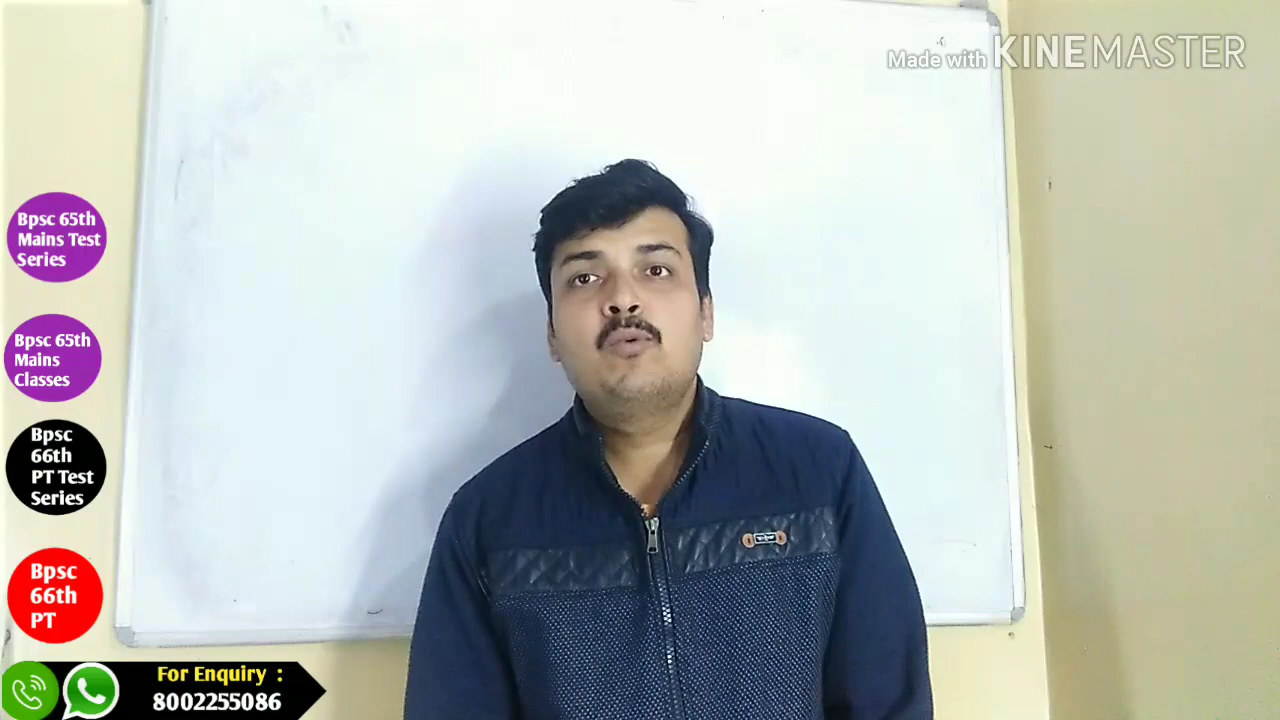 Made with KINEMASTER
Bpsc 65th
Mains Test
Series
Bpsc 65th
Mains
Classes
Bpsc
66th
PT Test
Series
Bpsc
66th
PT
For Enquiry :
8002255086